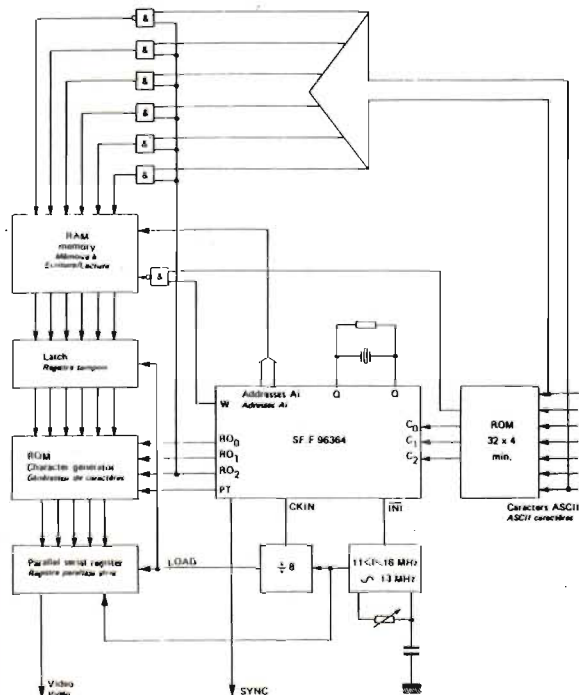 &
&
&
&
&
&
RAM
memory
Mémoire à
Ecriture/Lecture
&
Latch
Registre tampon
Addresses Ai
Adresses Ai
Q
Q
W
SF.F 96364
RO0
RO1
RO2
PT
C0
C1
C2
ROM
32 x 4
min.
ROM
Character generator
Générateur de caractères
CKIN
INI
Caracters ASCII
ASCII caractères
Parallel serial register
Registre parallèle série
LOAD
÷ 8
11<f<16 MHz
13 MHz
Video
SYNC